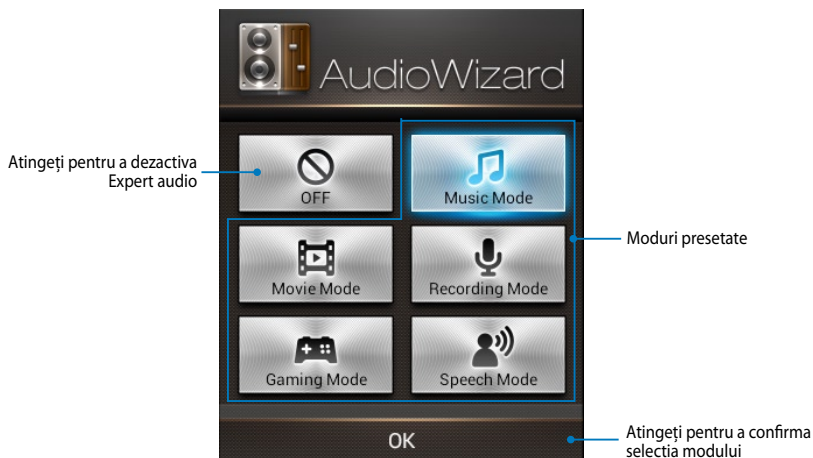 AudioWizard
Atingeți pentru a dezactiva
Expert audio
OFF
Music Mode
Moduri presetate
Movie Mode
Recording Mode
Gaming Mode
Speech Mode
OK
Atingeți pentru a confirma
selecția modului